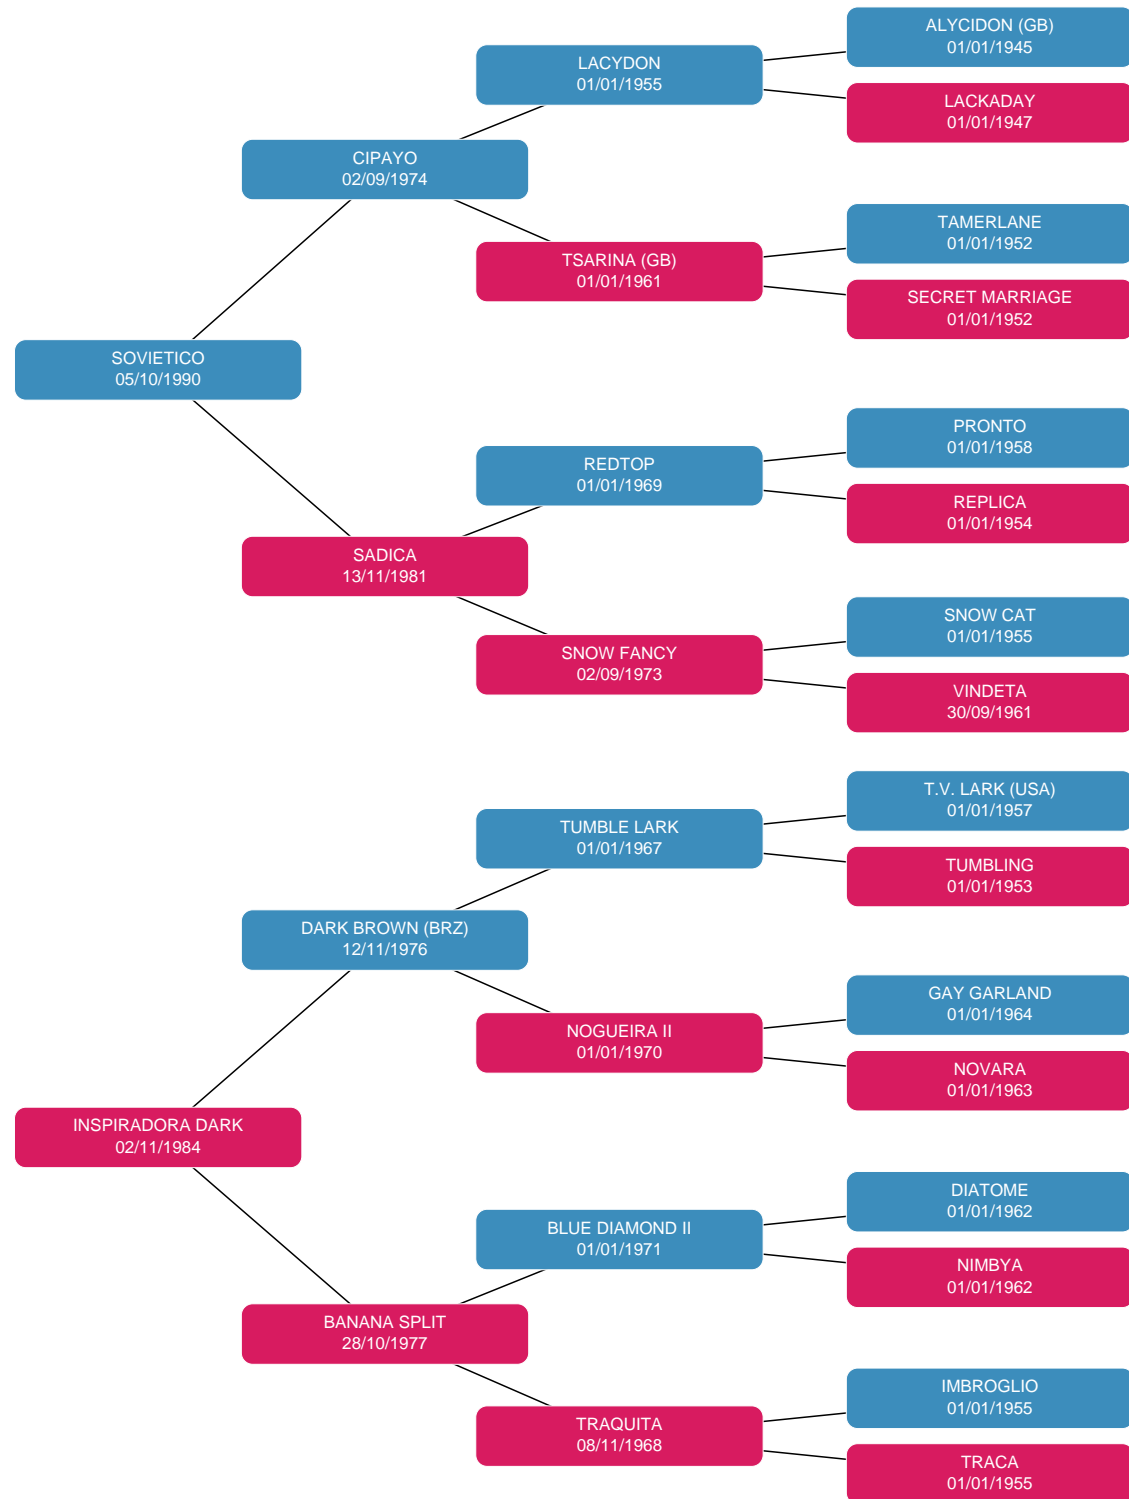 ALYCIDON (GB)
01/01/1945
LACYDON
01/01/1955
LACKADAY
01/01/1947
CIPAYO
02/09/1974
TAMERLANE
01/01/1952
TSARINA (GB)
01/01/1961
SECRET MARRIAGE
01/01/1952
SOVIETICO
05/10/1990
PRONTO
01/01/1958
REDTOP
01/01/1969
REPLICA
01/01/1954
SADICA
13/11/1981
SNOW CAT
01/01/1955
SNOW FANCY
02/09/1973
VINDETA
30/09/1961
T.V. LARK (USA)
01/01/1957
TUMBLE LARK
01/01/1967
TUMBLING
01/01/1953
DARK BROWN (BRZ)
12/11/1976
GAY GARLAND
01/01/1964
NOGUEIRA II
01/01/1970
NOVARA
01/01/1963
INSPIRADORA DARK
02/11/1984
DIATOME
01/01/1962
BLUE DIAMOND II
01/01/1971
NIMBYA
01/01/1962
BANANA SPLIT
28/10/1977
IMBROGLIO
01/01/1955
TRAQUITA
08/11/1968
TRACA
01/01/1955